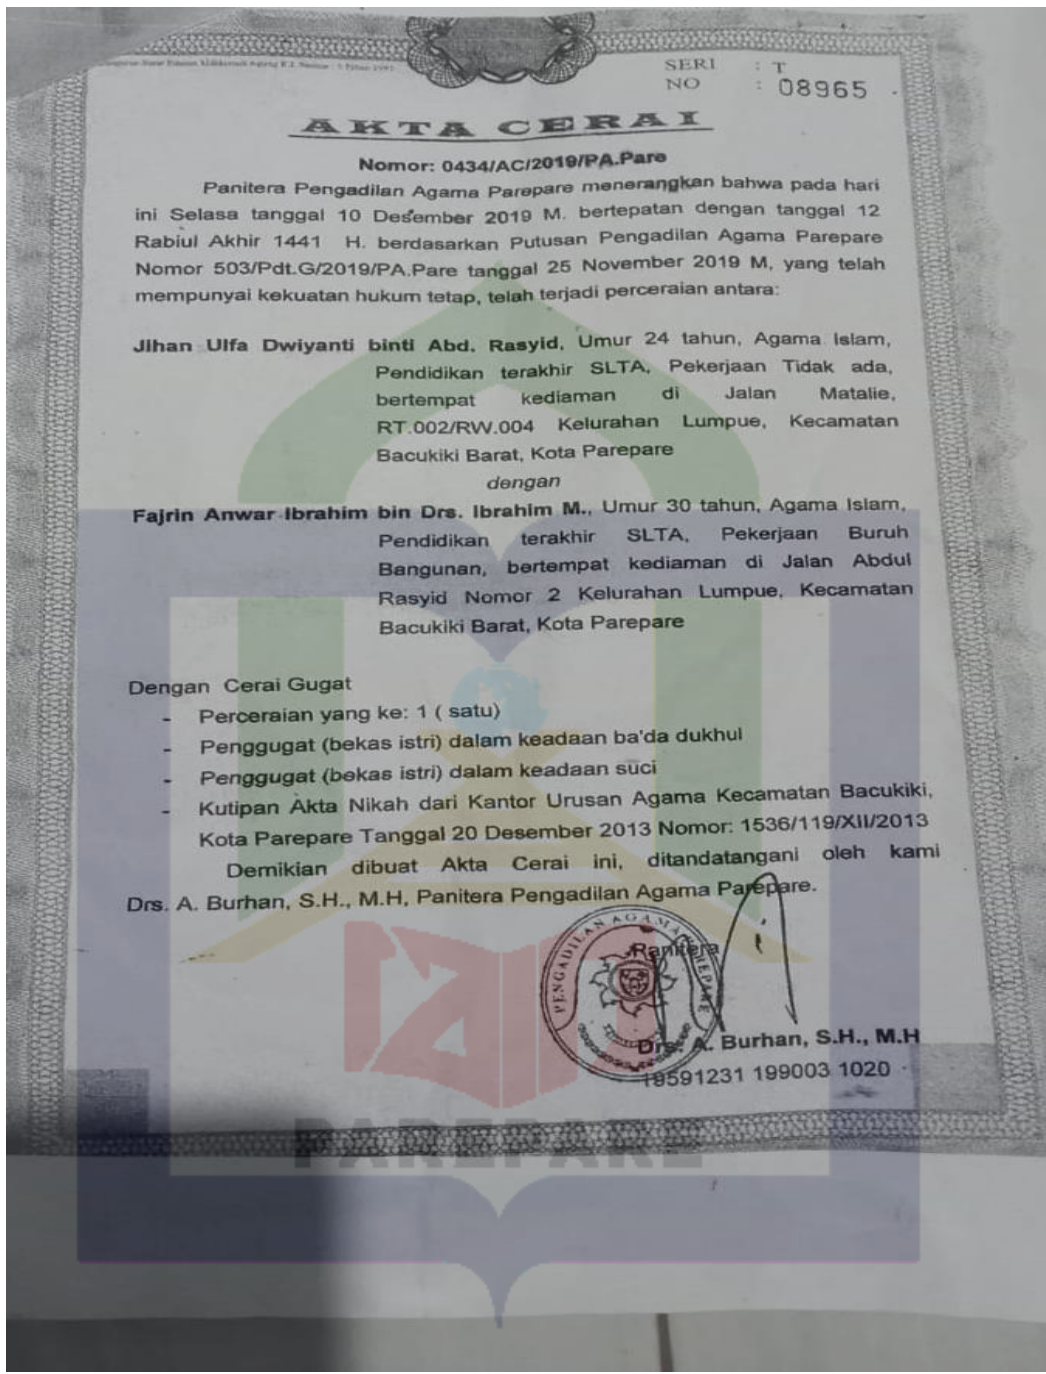 SERI : T
NO : 08965
AKTA CERAI
Nomor: 0434/AC/2019/PA.Pare
Panitera Pengadilan Agama Parepare menerangkan bahwa pada hari
ini Selasa tanggal 10 Desember 2019 M. bertepatan dengan tanggal 12
Rabiul Akhir 1441 H. berdasarkan Putusan Pengadilan Agama Parepare
Nomor 503/Pdt.G/2019/PA.Pare tanggal 25 November 2019 M, yang telah
mempunyai kekuatan hukum tetap, telah terjadi perceraian antara:
Jihan Ulfa Dwiyanti binti Abd. Rasyid, Umur 24 tahun, Agama Islam,
Pendidikan terakhir SLTA, Pekerjaan Tidak ada,
bertempat kediaman di Jalan Matalie,
RT.002/RW.004 Kelurahan Lumpue, Kecamatan
Bacukiki Barat, Kota Parepare
dengan
Fajrin Anwar Ibrahim bin Drs. Ibrahim M., Umur 30 tahun, Agama Islam,
Pendidikan terakhir SLTA, Pekerjaan Buruh
Bangunan, bertempat kediaman di Jalan Abdul
Rasyid Nomor 2 Kelurahan Lumpue, Kecamatan
Bacukiki Barat, Kota Parepare
Dengan Cerai Gugat
- Perceraian yang ke: 1 ( satu)
- Penggugat (bekas istri) dalam keadaan ba'da dukhul
- Penggugat (bekas istri) dalam keadaan suci
- Kutipan Akta Nikah dari Kantor Urusan Agama Kecamatan Bacukiki,
Kota Parepare Tanggal 20 Desember 2013 Nomor: 1536/119/XII/2013
Demikian dibuat Akta Cerai ini, ditandatangani oleh kami
Drs. A. Burhan, S.H., M.H, Panitera Pengadilan Agama Parepare.
PENGADILAN AGAMA PAREPARE
Panitera
Drs. A. Burhan, S.H., M.H
19591231 199003 1020
PAREPARE